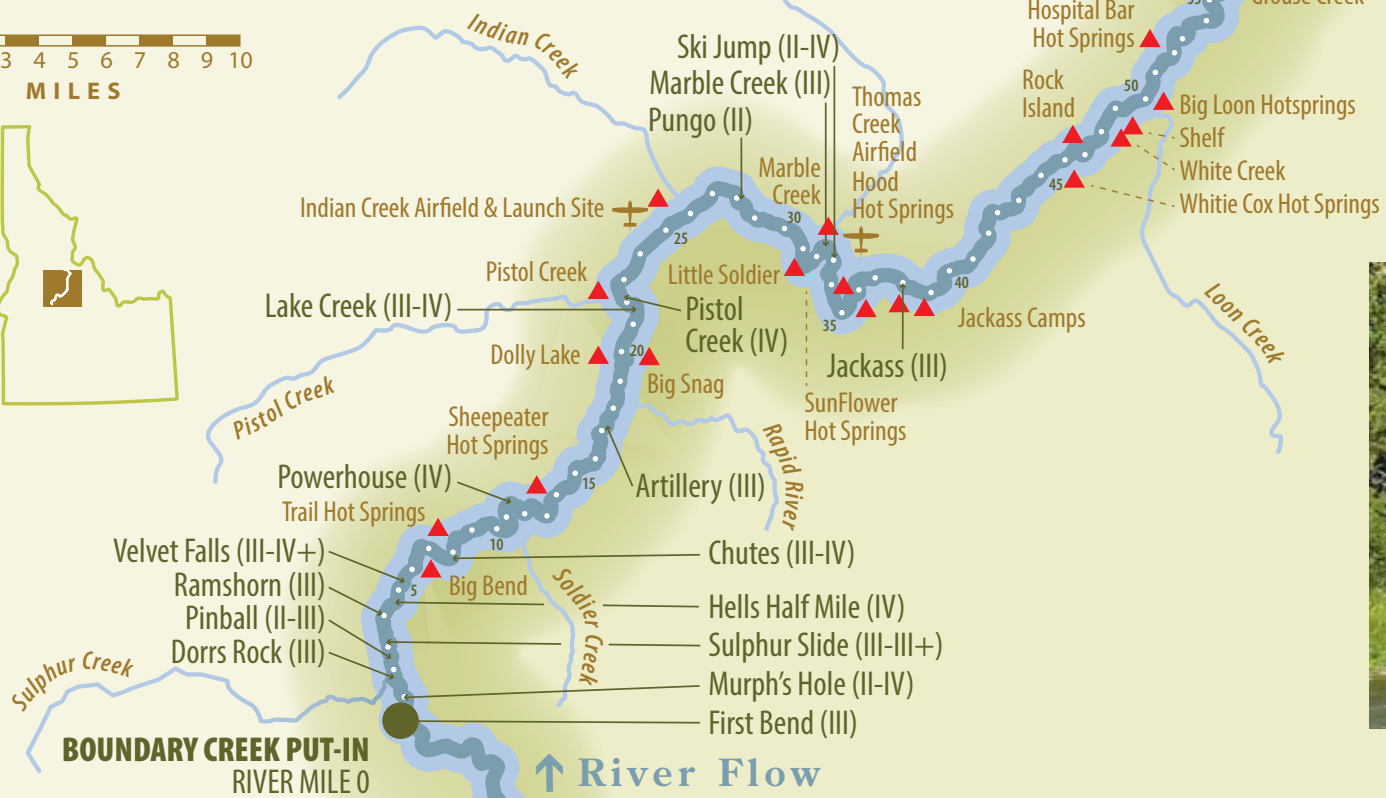 Hospital Bar
Hot Springs
Indian Creek
Ski Jump (II-IV)
Marble Creek (III)
Pungo (II)
3 4 5 6 7 8 9 10
MILES
Rock
Island
50
Big Loon Hotsprings
Shelf
White Creek
Whitie Cox Hot Springs
45
Thomas
Creek
Airfield
Hood
Hot Springs
Marble
Creek
30
Indian Creek Airfield & Launch Site
25
Pistol Creek
Little Soldier
40
Lake Creek (III-IV)
Pistol
Creek (IV)
35
Jackass Camps
Loon Creek
Dolly Lake
20
Big Snag
Jackass (III)
Pistol Creek
SunFlower
Hot Springs
Sheepeater
Hot Springs
Rapid River
Powerhouse (IV)
15
Artillery (III)
Trail Hot Springs
10
Velvet Falls (III-IV+)
Chutes (III-IV)
Ramshorn (III)
5
Big Bend
Soldier Creek
Hells Half Mile (IV)
Pinball (II-III)
Sulphur Slide (III-III+)
Dorrs Rock (III)
Sulphur Creek
Murph's Hole (II-IV)
First Bend (III)
BOUNDARY CREEK PUT-IN
RIVER MILE 0
River Flow